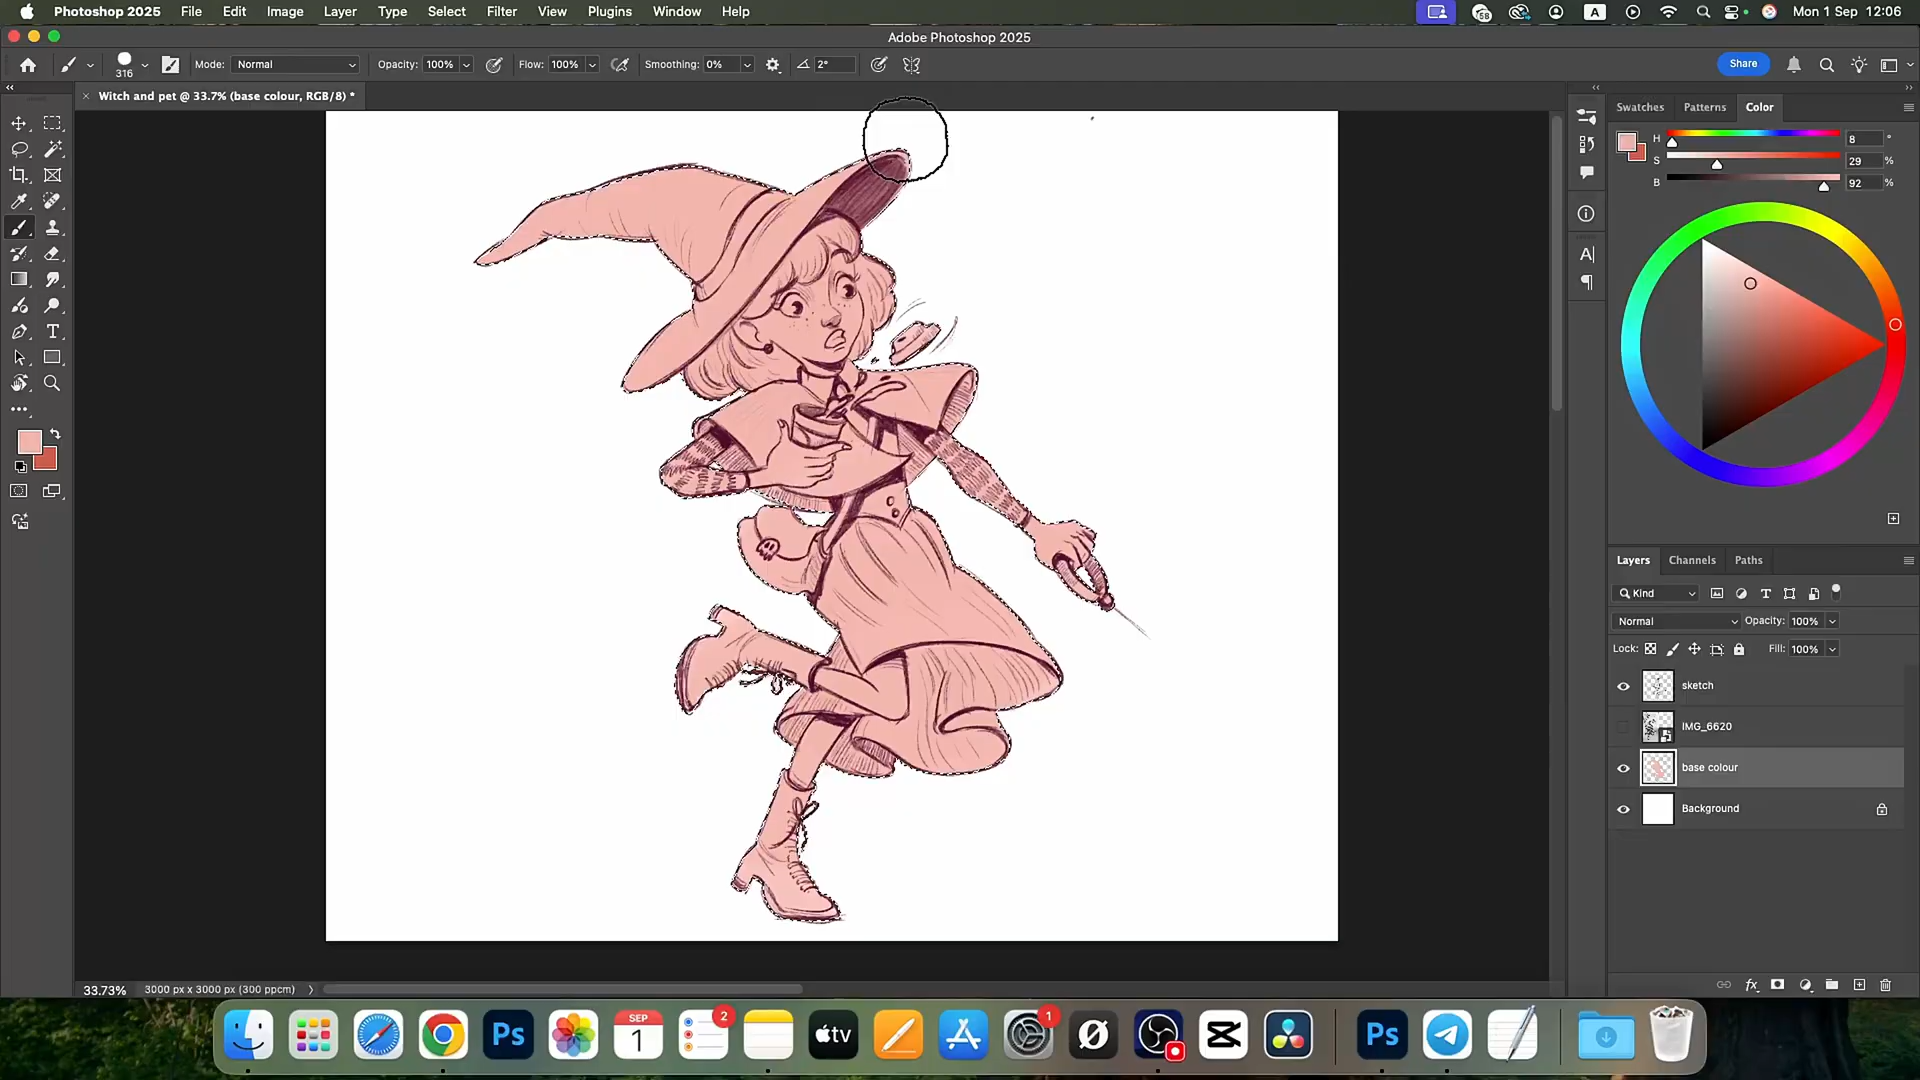 Photoshop 2025 File Edit Image Layer Type Select Filter View Plugins Window Help A Mon 1 Sep 12:06
Adobe Photoshop 2025
316 Mode: Normal Opacity: 100% Flow: 100% Smoothing: 0% 2° Share
× Witch and pet @ 33.7% (base colour, RGB/8) *
Swatches Patterns Color
H 8 °
S 29 %
B 92 %
Layers Channels Paths
Kind
Normal Opacity: 100%
Lock: Fill: 100%
sketch
IMG_6620
base colour
Background
33.73% 3000 px x 3000 px (300 ppcm)
Ps SEP 1 2 tv 1 Ps